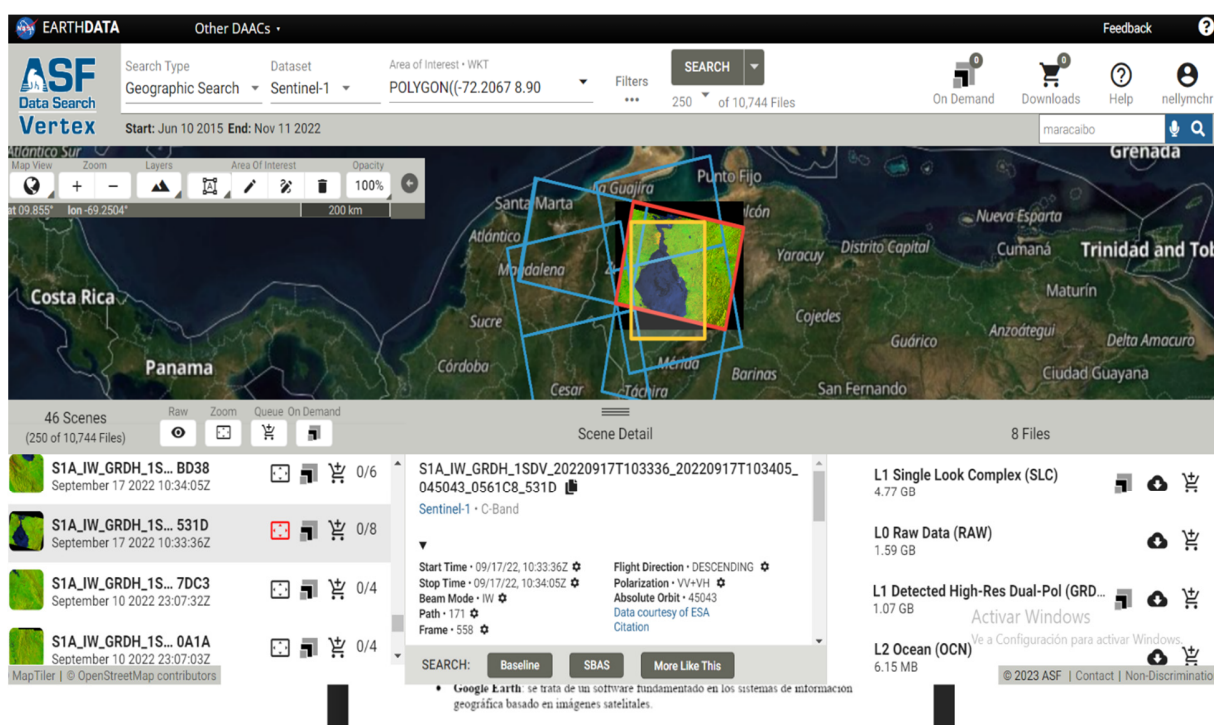 EARTHDATA
Other DAACs
Feedback
?
ASF
Data Search
Vertex
Search Type
Geographic Search
Dataset
Sentinel-1
Area of Interest • WKT
POLYGON((-72.2067 8.90
Filters
•••
SEARCH
250 of 10,744 Files
0
On Demand
0
Downloads
Help
nellymchr
Start: Jun 10 2015 End: Nov 11 2022
maracaibo
Atlántico Sur
Map View
Zoom
Layers
Area Of Interest
Opacity
100%
at 09.855° lon -69.2504°
200 km
Grenada
La Guajira
Punto Fijo
Santa Marta
lcón
Nueva Esparta
Atlántico
Yaracuy
Distrito Capital
Cumaná
Trinidad and Tob
Magdalena
Costa Rica
Maturín
Sucre
Cojedes
Anzoátegui
Guárico
Delta Amacuro
Panama
Córdoba
Mérida
Barinas
Ciudad Guayana
Cesar
Táchira
San Fernando
46 Scenes
(250 of 10,744 Files)
Raw
Zoom
Queue
On Demand
Scene Detail
8 Files
S1A_IW_GRDH_1S... BD38
September 17 2022 10:34:05Z
0/6
S1A_IW_GRDH_1S... 531D
September 17 2022 10:33:36Z
0/8
S1A_IW_GRDH_1S... 7DC3
September 10 2022 23:07:32Z
0/4
S1A_IW_GRDH_1S... 0A1A
September 10 2022 23:07:03Z
0/4
MapTiler | © OpenStreetMap contributors
S1A_IW_GRDH_1SDV_20220917T103336_20220917T103405_
045043_0561C8_531D
Sentinel-1 • C-Band
Start Time • 09/17/22, 10:33:36Z
Stop Time • 09/17/22, 10:34:05Z
Beam Mode • IW
Path • 171
Frame • 558
Flight Direction • DESCENDING
Polarization • VV+VH
Absolute Orbit • 45043
Data courtesy of ESA
Citation
SEARCH:
Baseline
SBAS
More Like This
L1 Single Look Complex (SLC)
4.77 GB
L0 Raw Data (RAW)
1.59 GB
L1 Detected High-Res Dual-Pol (GRD...
1.07 GB
L2 Ocean (OCN)
6.15 MB
Activar Windows
Ve a Configuración para activar Windows.
© 2023 ASF | Contact | Non-Discriminatio
• Google Earth: se trata de un software fundamentado en los sistemas de información
geográfica basado en imágenes satelitales.